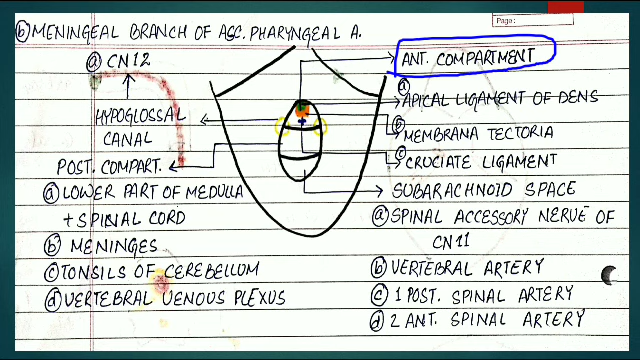 Page:
ⓑ MENINGEAL BRANCH OF ASC. PHARYNGEAL A.
ⓐ CN12
HYPOGLOSSAL
CANAL
POST. COMPART.
ⓐ LOWER PART OF MEDULLA
+ SPINAL CORD
ⓑ MENINGES
ⓒ TONSILS OF CEREBELLUM
ⓓ VERTEBRAL VENOUS PLEXUS
ANT. COMPARTMENT
ⓐ APICAL LIGAMENT OF DENS
ⓑ MEMBRANA TECTORIA
ⓒ CRUCIATE LIGAMENT
SUBARACHNOID SPACE
ⓐ SPINAL ACCESSORY NERVE OF
CN11
ⓑ VERTEBRAL ARTERY
ⓒ 1 POST. SPINAL ARTERY
ⓓ 2 ANT. SPINAL ARTERY